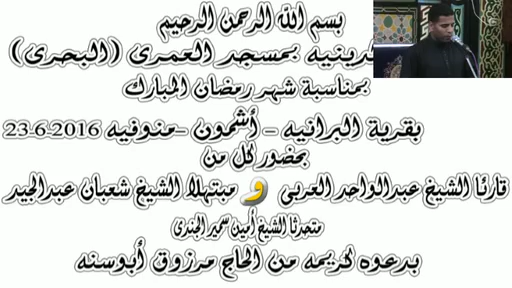 بسم الله الرحمن الرحيم
دينيه بمسجد العمرى (البحرى)
بمناسبة شهر رمضان المبارك
بقرية البرانيه - أشمون -منوفيه 23-6-2016
بحضور كل من
قارئا الشيخ عبدالواحد العربى و مبتهلا الشيخ شعبان عبدالجيد
متحدثا الشيخ أمين سمير الجندى
بدعوه كريمه من الحاج مرزوق أبوسنه